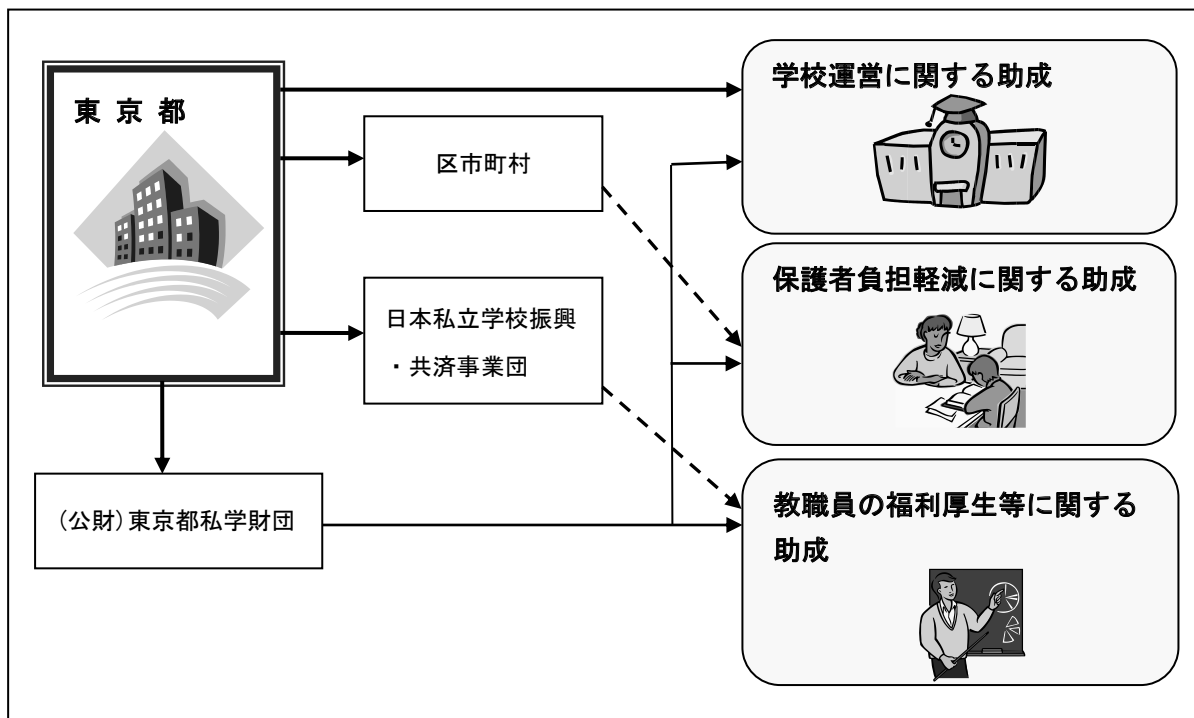 東京都
区市町村
日本私立学校振興
・共済事業団
(公財)東京都私学財団
学校運営に関する助成
保護者負担軽減に関する助成
教職員の福利厚生等に関する
助成